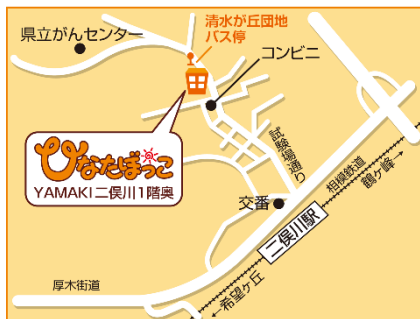 清水が丘団地
バス停
県立がんセンター
コンビニ
ひなたぼっこ
YAMAKI二俣川1階奥
試験場通り
相模鉄道
鶴ケ峰→
交番
二俣川駅
厚木街道
←希望ケ丘